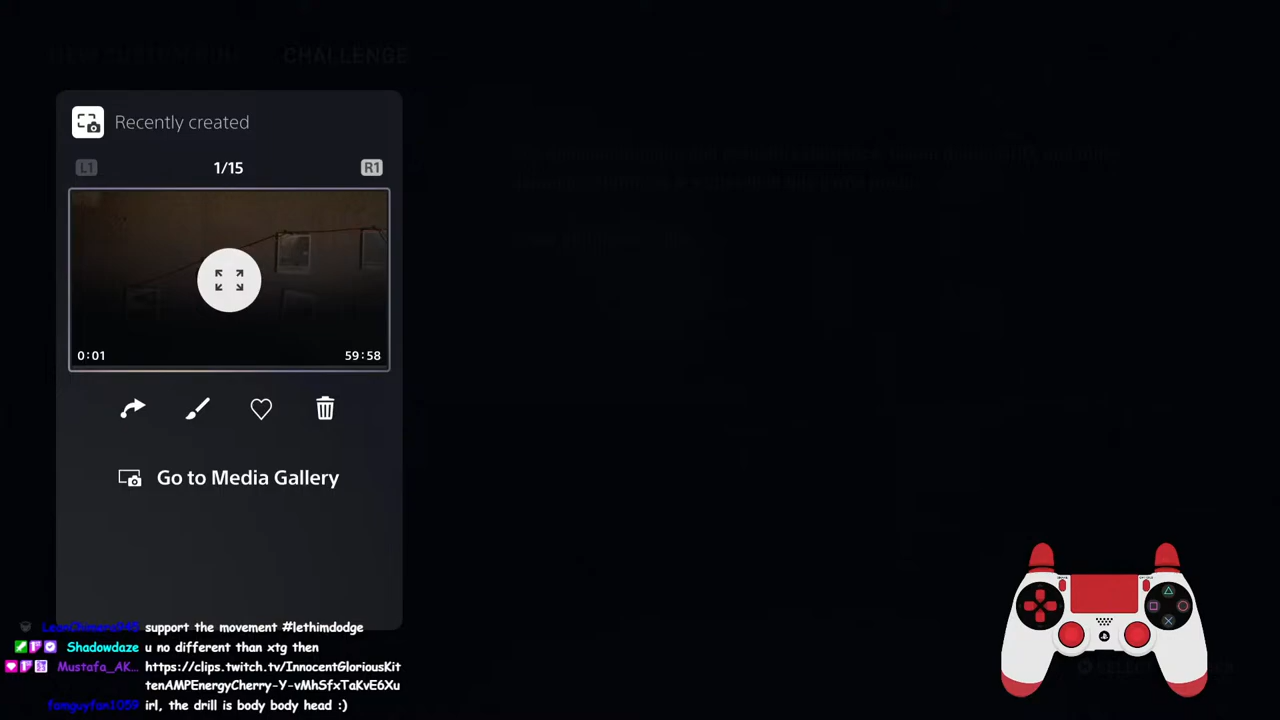 CHALLENGE
Recently created
L1 1/15 R1
0:01 59:58
Go to Media Gallery
support the movement #lethimdodge
Shadowdaze u no different than xtg then
Mustafa_AK... https://clips.twitch.tv/InnocentGloriousKit
tenAMPEnergyCherry-Y-vMhSfxTaKvE6Xu
famguyfan1059 irl, the drill is body body head :)